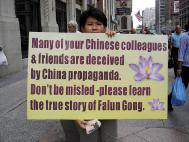 Many of your Chinese colleagues
& friends are deceived
by China propaganda.
Don't be misled -please learn
the true story of Falun Gong.